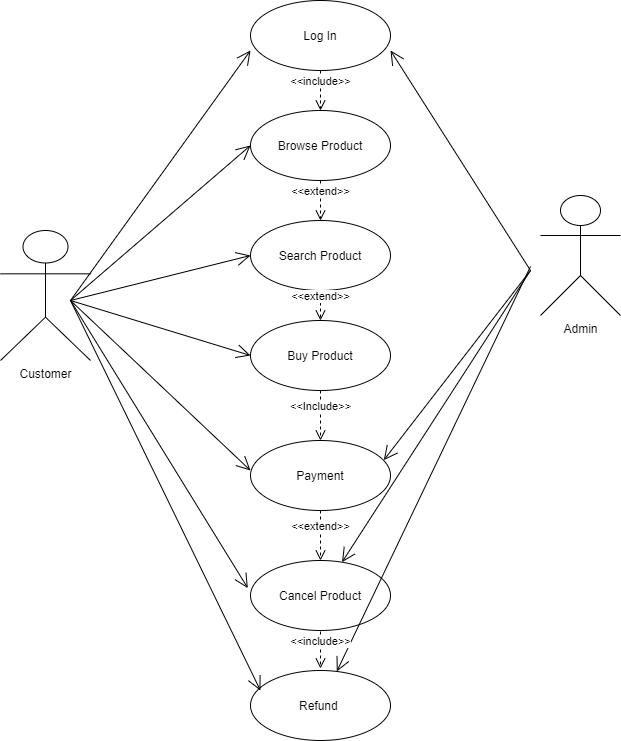 Log In
<<include>>
Browse Product
<<extend>>
Search Product
<<extend>>
Buy Product
<<Include>>
Payment
<<extend>>
Cancel Product
<<include>>
Refund
Customer
Admin